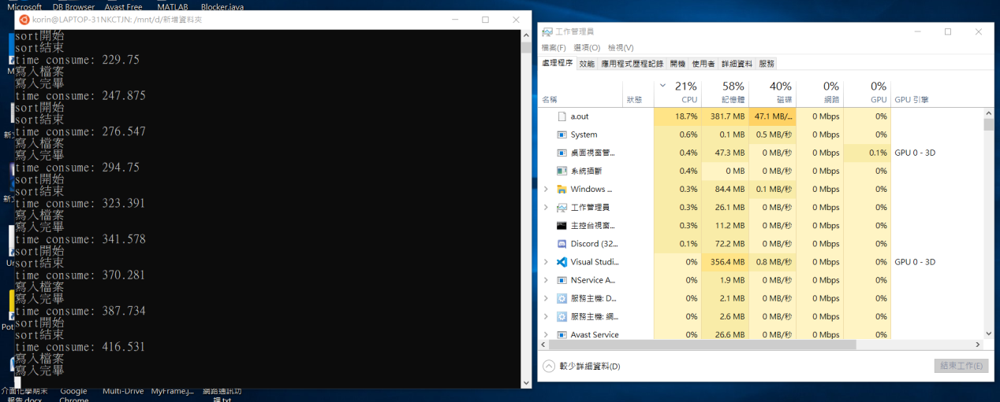 Microsoft
DB Browser
Avast Free
MATLAB
Blocker.java
korin@LAPTOP-31NKCTJN: /mnt/d/新增資料夾
sort開始
sort結束
time consume: 229.75
寫入檔案
寫入完畢
time consume: 247.875
sort開始
sort結束
time consume: 276.547
寫入檔案
寫入完畢
time consume: 294.75
sort開始
sort結束
time consume: 323.391
寫入檔案
寫入完畢
time consume: 341.578
sort開始
sort結束
time consume: 370.281
寫入檔案
寫入完畢
time consume: 387.734
sort開始
sort結束
time consume: 416.531
寫入檔案
寫入完畢
介面化學期末
報告.docx
Google
Chrome
Multi-Drive
MyFrame.j...
網路通訊功
課.txt
工作管理員
檔案(F) 選項(O) 檢視(V)
處理程序 效能 應用程式歷程記錄 開機 使用者 詳細資料 服務
21% 58% 40% 0% 0%
名稱 狀態 CPU 記憶體 磁碟 網路 GPU GPU 引擎
a.out 18.7% 381.7 MB 47.1 MB/... 0 Mbps 0%
System 0.6% 0.1 MB 0.5 MB/秒 0 Mbps 0%
桌面視窗管... 0.4% 47.3 MB 0 MB/秒 0 Mbps 0.1% GPU 0 - 3D
系統插斷 0.4% 0 MB 0 MB/秒 0 Mbps 0%
Windows ... 0.3% 84.4 MB 0.1 MB/秒 0 Mbps 0%
工作管理員 0.3% 26.1 MB 0 MB/秒 0 Mbps 0%
主控台視窗... 0.3% 11.2 MB 0 MB/秒 0 Mbps 0%
Discord (32... 0.1% 72.2 MB 0 MB/秒 0 Mbps 0%
Visual Studi... 0% 356.4 MB 0.8 MB/秒 0 Mbps 0% GPU 0 - 3D
NService A... 0% 1.9 MB 0 MB/秒 0 Mbps 0%
服務主機: D... 0% 2.1 MB 0 MB/秒 0 Mbps 0%
服務主機: 網... 0% 2.6 MB 0 MB/秒 0 Mbps 0%
Avast Service 0% 26.6 MB 0 MB/秒 0 Mbps 0%
較少詳細資料(D)
結束工作(E)